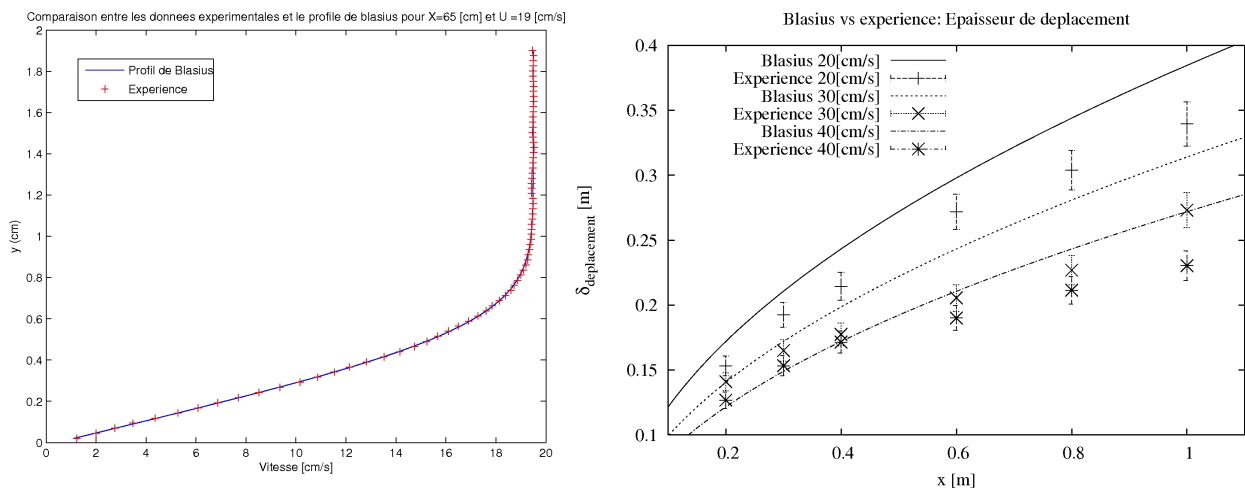 Comparaison entre les donnees experimentales et le profile de blasius pour X=65 [cm] et U =19 [cm/s]
2
1.8
1.6
1.4
1.2
1
0.8
0.6
0.4
0.2
0
y (cm)
Profil de Blasius
Experience
0 2 4 6 8 10 12 14 16 18 20
Vitesse [cm/s]
Blasius vs experience: Epaisseur de deplacement
0.4
0.35
0.3
0.25
0.2
0.15
0.1
δdeplacement [m]
Blasius 20[cm/s]
Experience 20[cm/s]
Blasius 30[cm/s]
Experience 30[cm/s]
Blasius 40[cm/s]
Experience 40[cm/s]
0.2 0.4 0.6 0.8 1
x [m]